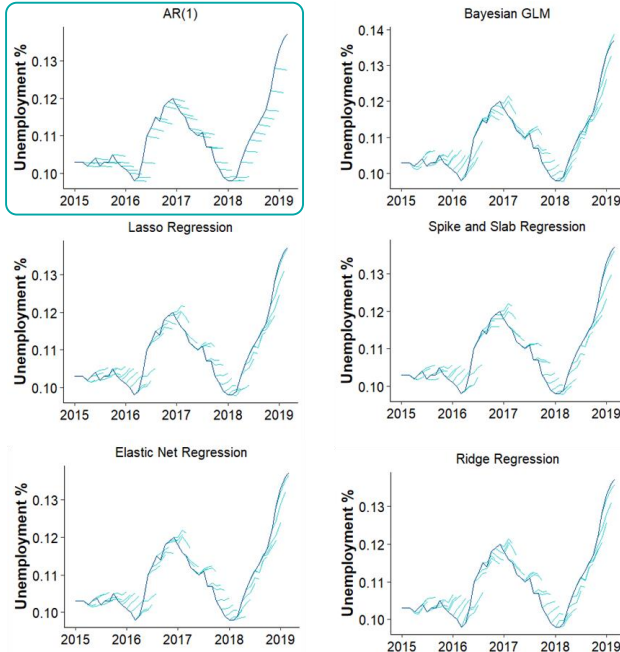 AR(1)
Unemployment %
0.13
0.12
0.11
0.10
2015 2016 2017 2018 2019
Bayesian GLM
Unemployment %
0.14
0.13
0.12
0.11
0.10
2015 2016 2017 2018 2019
Lasso Regression
Unemployment %
0.13
0.12
0.11
0.10
2015 2016 2017 2018 2019
Spike and Slab Regression
Unemployment %
0.13
0.12
0.11
0.10
2015 2016 2017 2018 2019
Elastic Net Regression
Unemployment %
0.13
0.12
0.11
0.10
2015 2016 2017 2018 2019
Ridge Regression
Unemployment %
0.13
0.12
0.11
0.10
2015 2016 2017 2018 2019